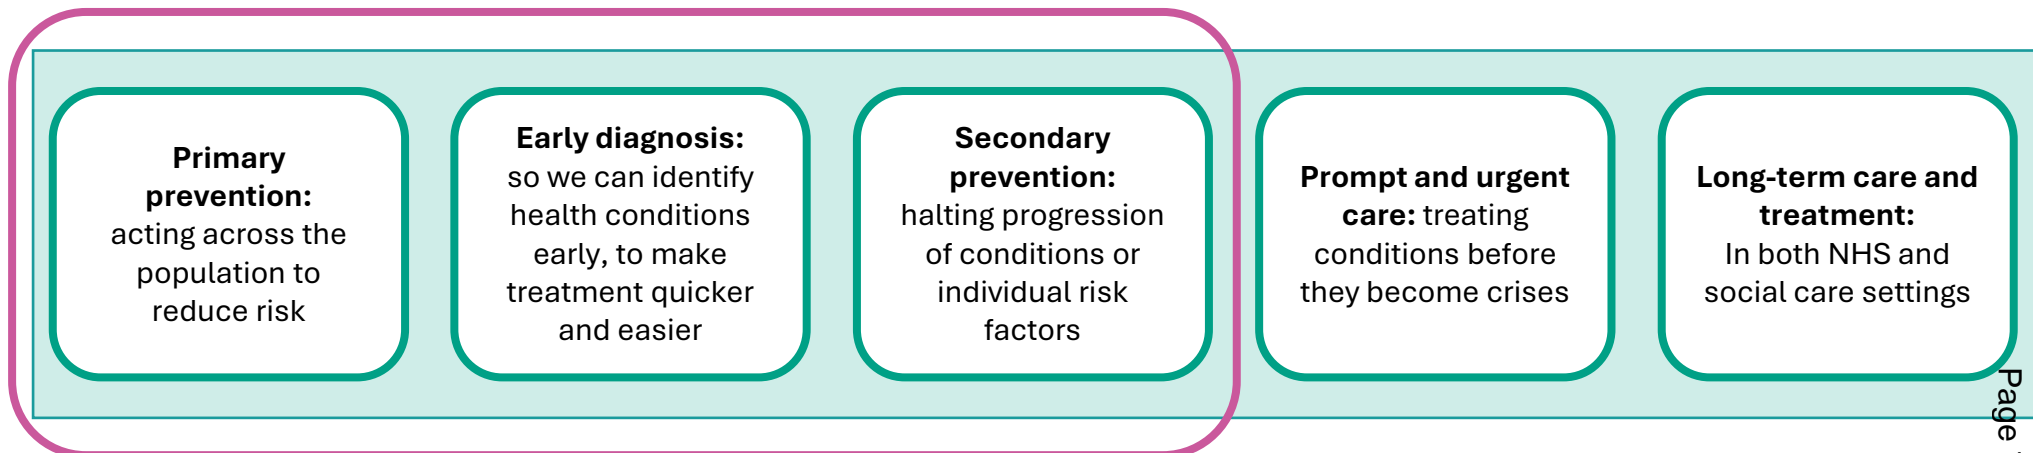 Primary
prevention:
acting across the
population to
reduce risk
Early diagnosis:
so we can identify
health conditions
early, to make
treatment quicker
and easier
Secondary
prevention:
halting progression
of conditions or
individual risk
factors
Prompt and urgent
care: treating
conditions before
they become crises
Long-term care and
treatment:
In both NHS and
social care settings
Page